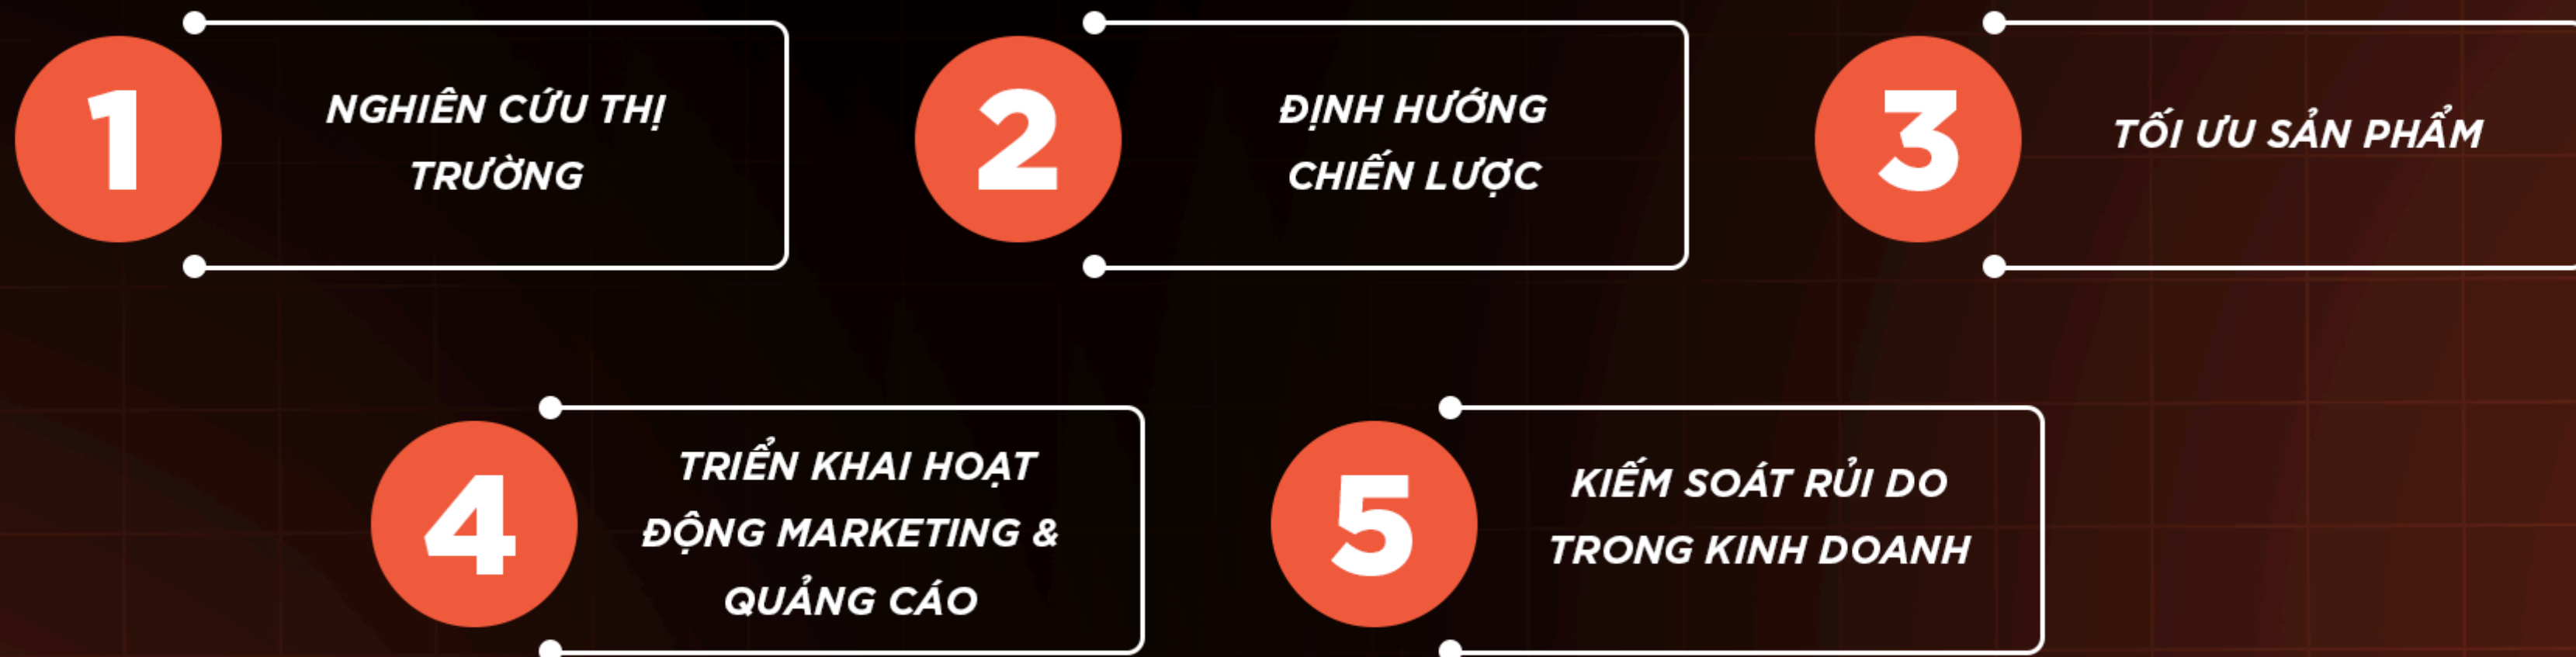 1
NGHIÊN CỨU THỊ
TRƯỜNG
2
ĐỊNH HƯỚNG
CHIẾN LƯỢC
3
TỐI ƯU SẢN PHẨM
4
TRIỂN KHAI HOẠT
ĐỘNG MARKETING &
QUẢNG CÁO
5
KIẾM SOÁT RỦI DO
TRONG KINH DOANH